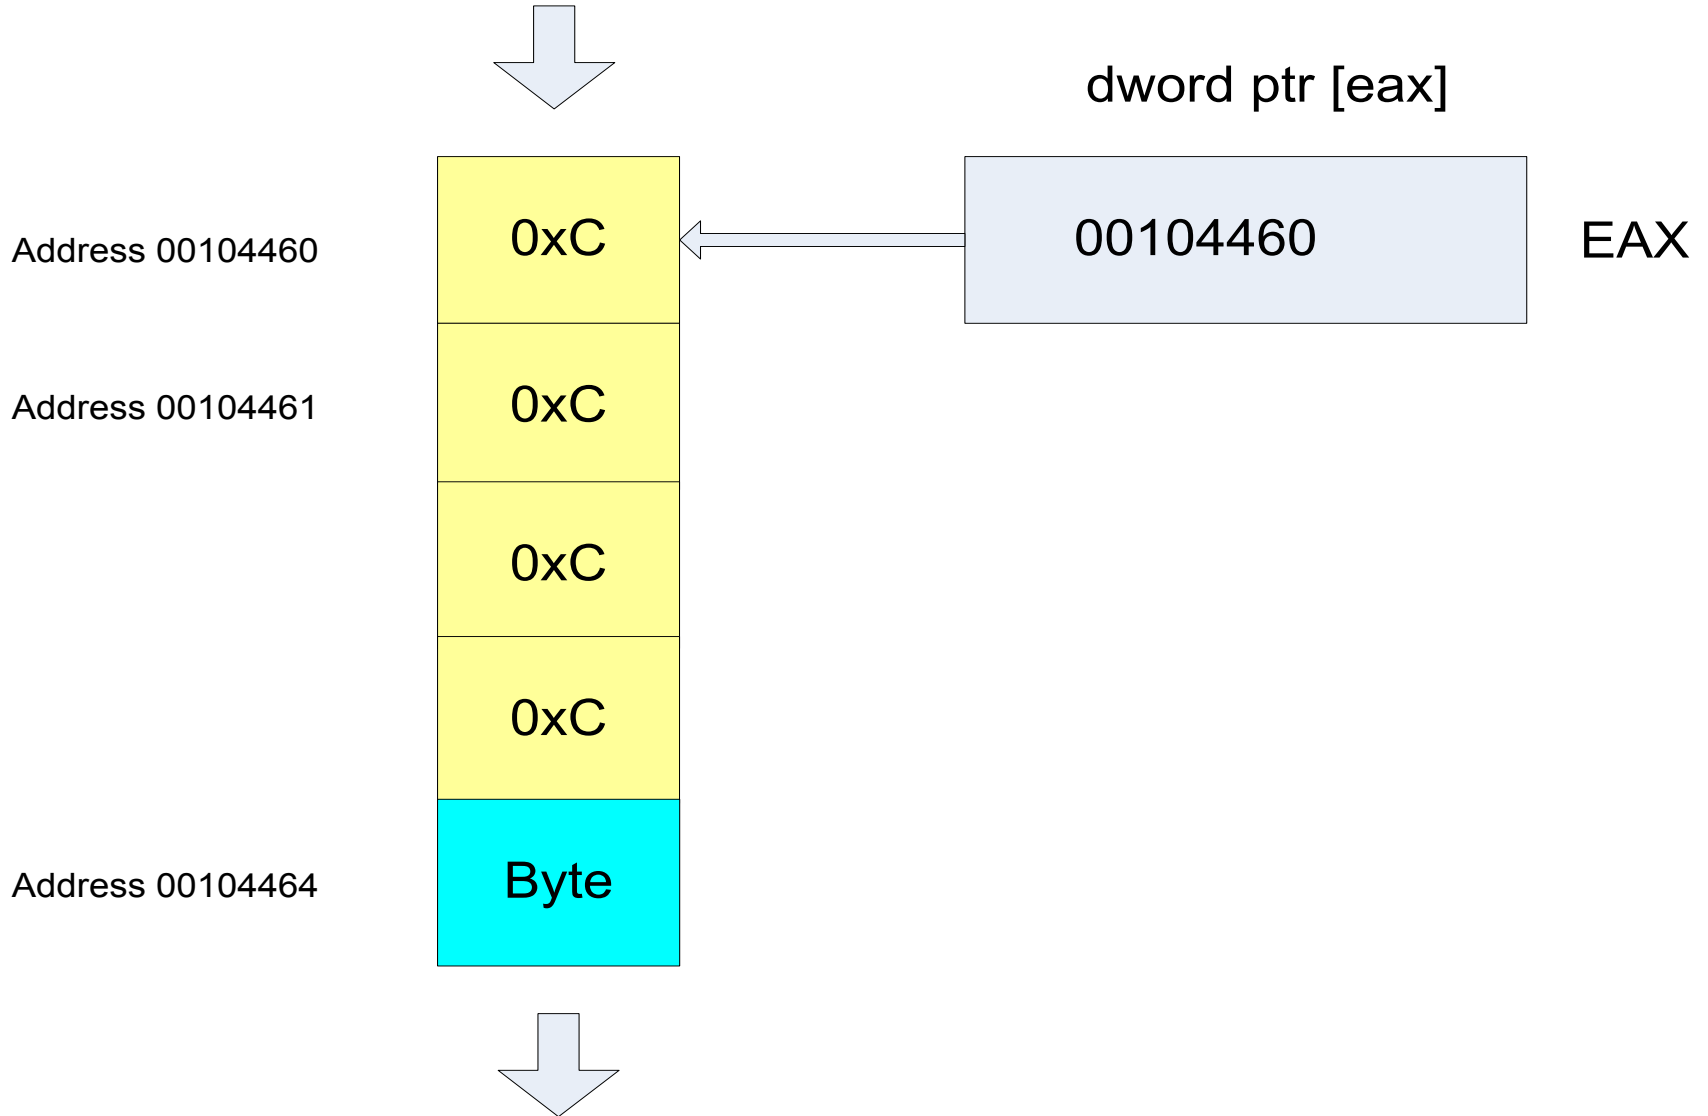 dword ptr [eax]
Address 00104460
0xC
00104460
EAX
Address 00104461
0xC
0xC
0xC
Address 00104464
Byte